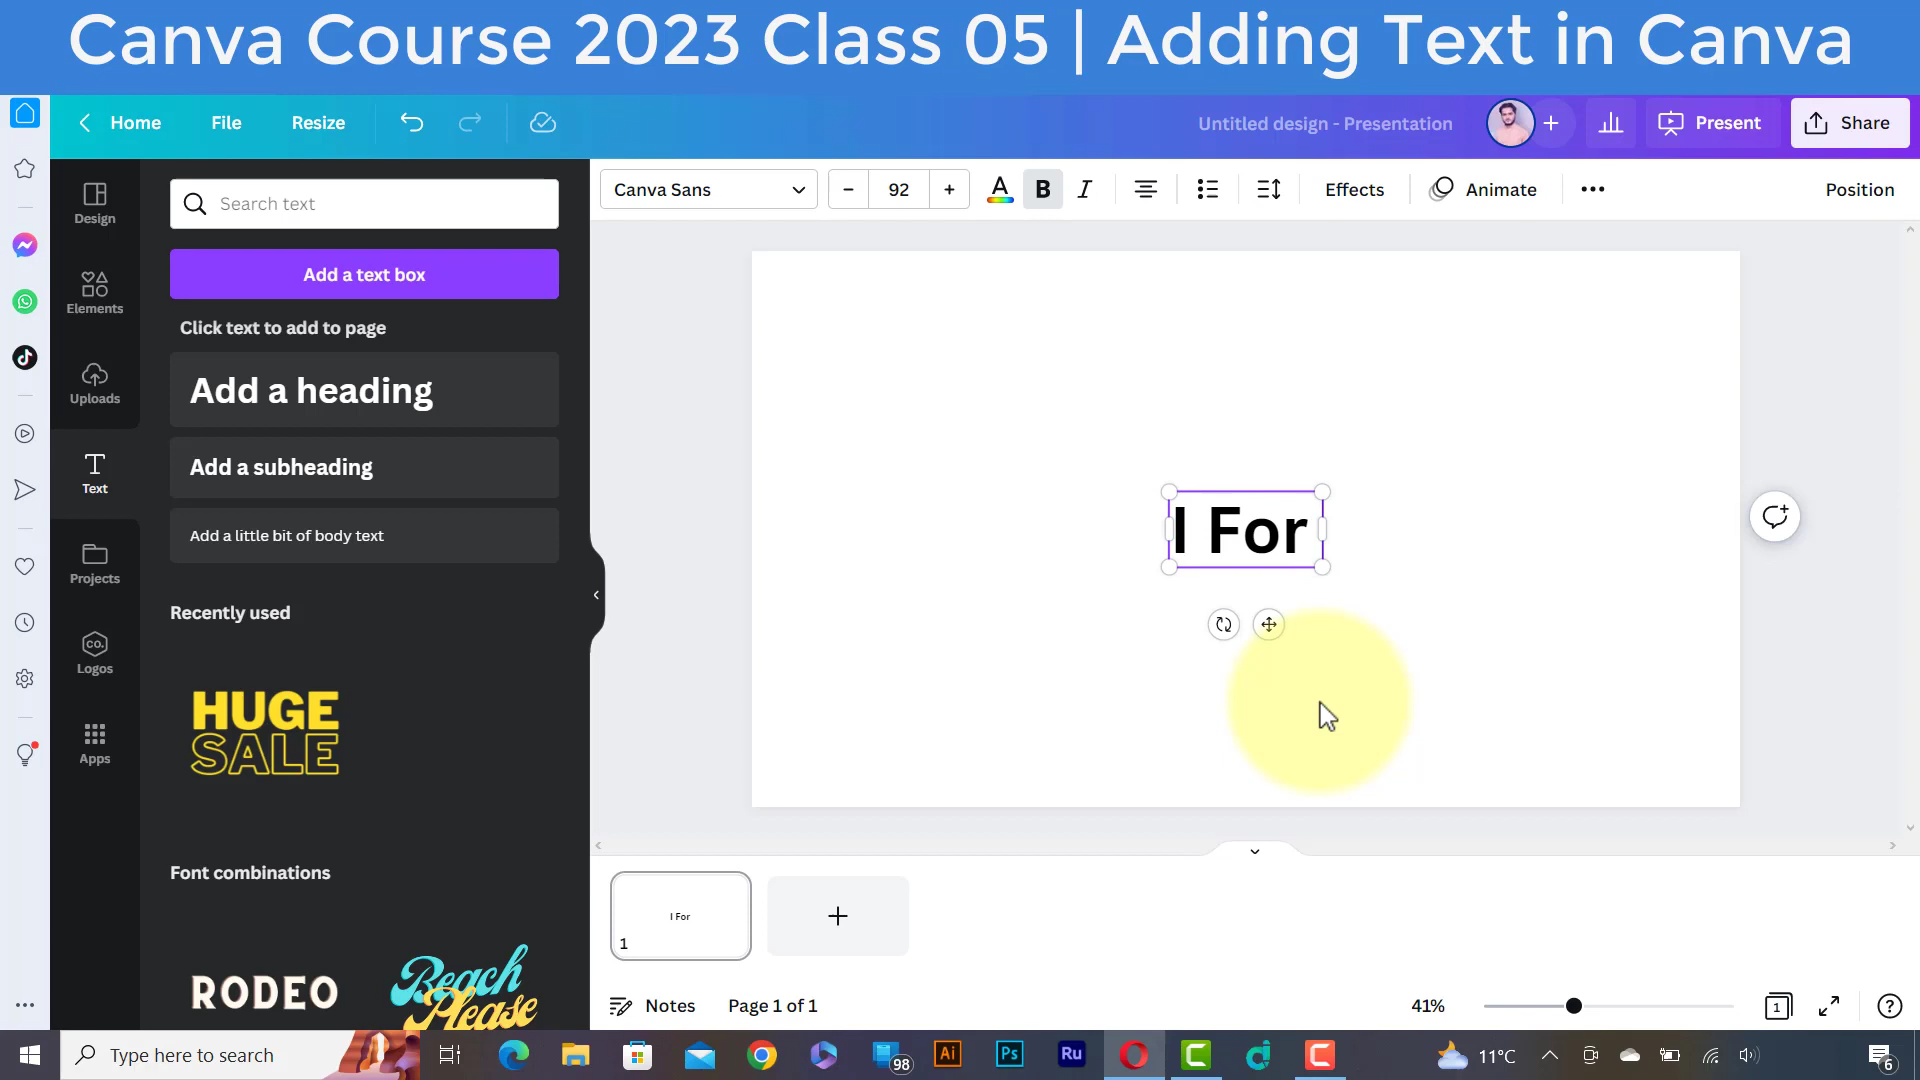 Canva Course 2023 Class 05 | Adding Text in Canva
Home
File
Resize
Untitled design - Presentation
Present
Share
Design
Elements
Uploads
Text
Projects
CO.
Logos
Apps
Search text
Add a text box
Click text to add to page
Add a heading
Add a subheading
Add a little bit of body text
Recently used
HUGE
SALE
Font combinations
RODEO
Beach
Please
Canva Sans
92
A
B
I
Effects
Animate
Position
I For
I For
1
Notes
Page 1 of 1
41%
1
Type here to search
98
Ai
Ps
Ru
11°C
6